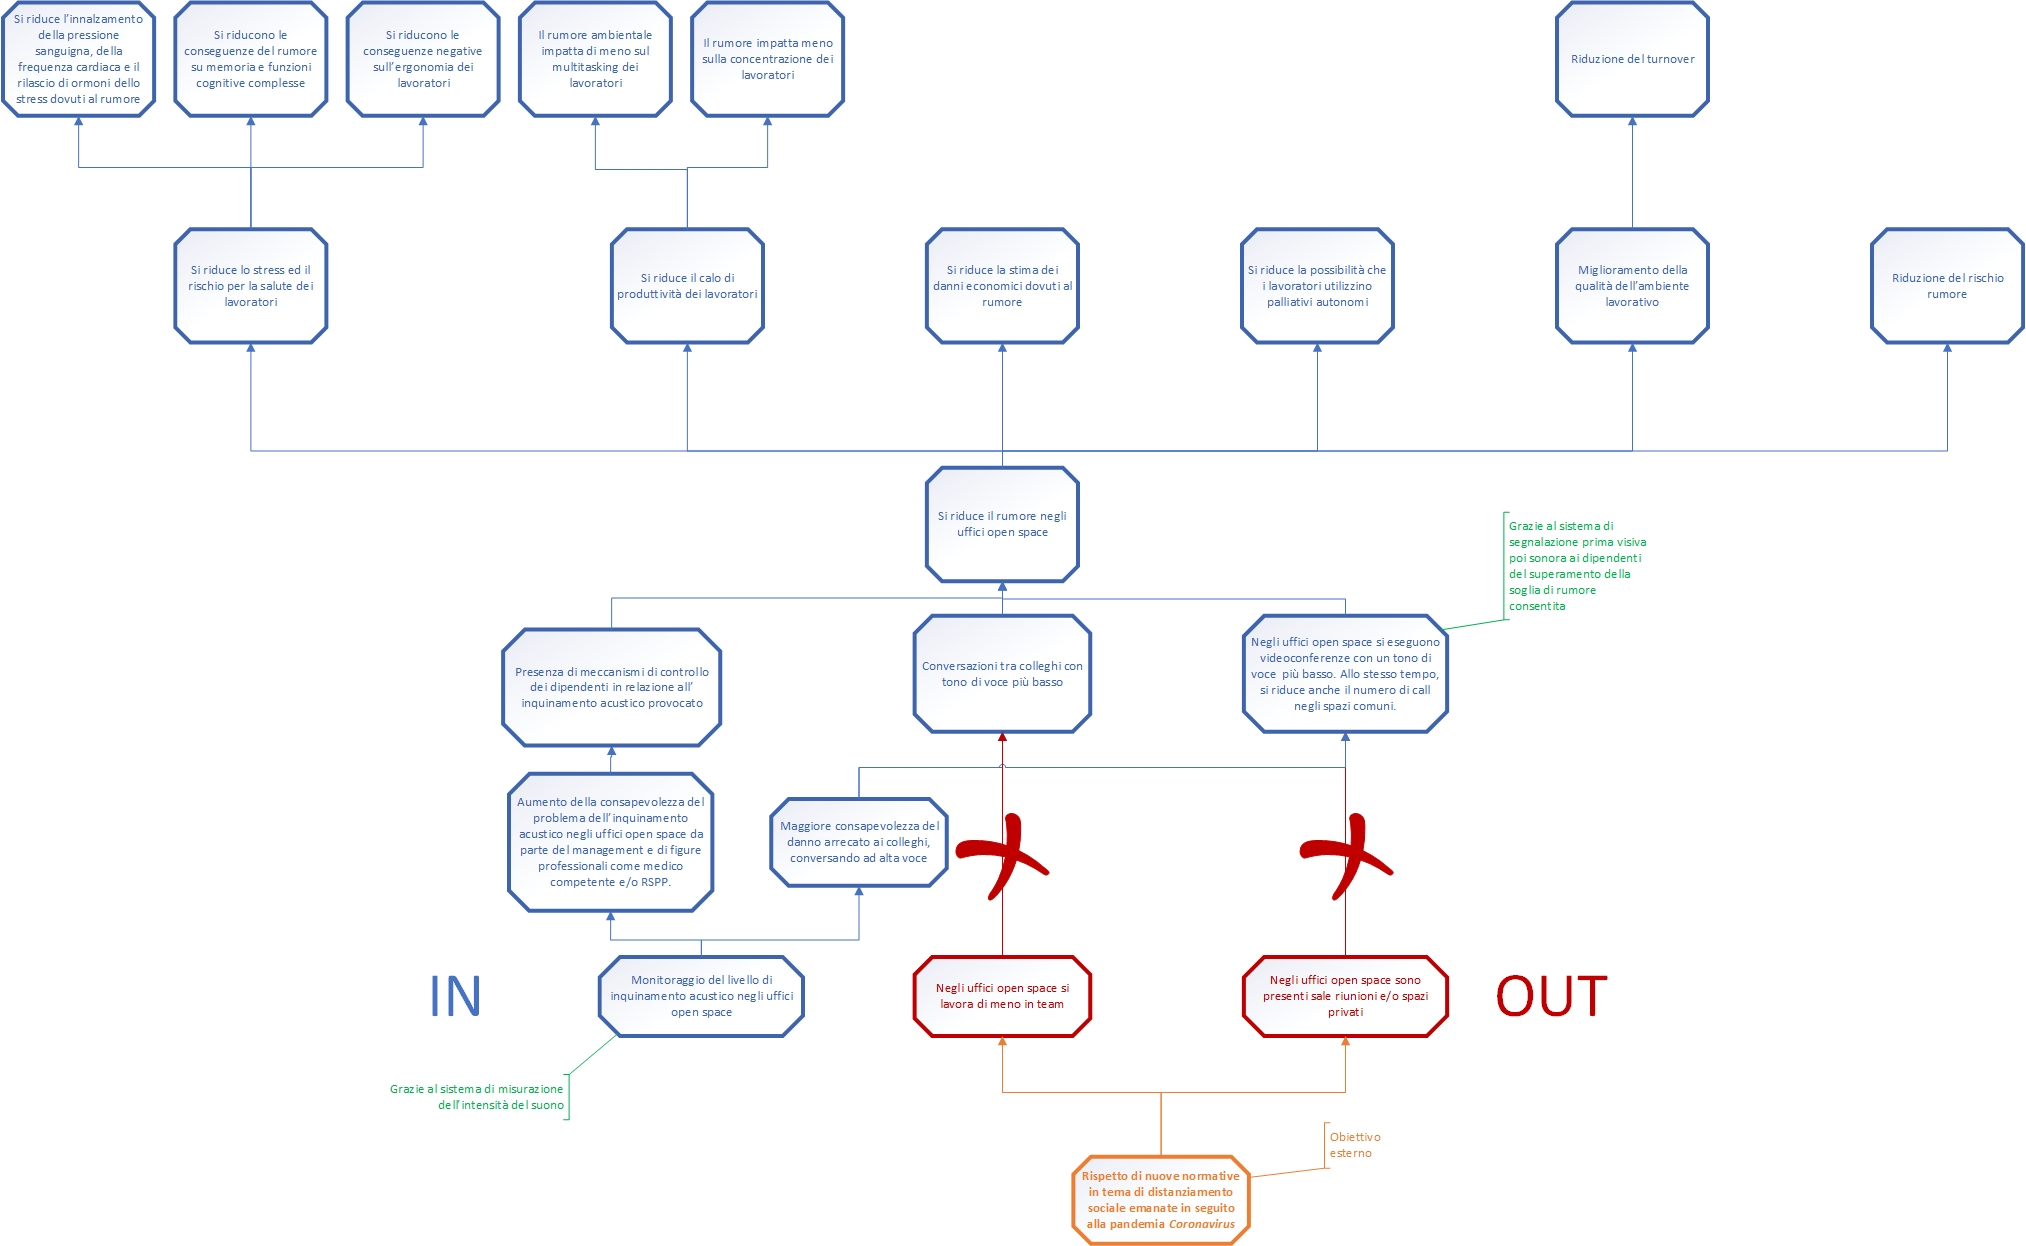 Si riduce l'innalzamento
della pressione
sanguigna, della
frequenza cardiaca e il
rilascio di ormoni dello
stress dovuti al rumore
Si riducono le
conseguenze del rumore
su memoria e funzioni
cognitive complesse
Si riducono le
conseguenze negative
sull'ergonomia dei
lavoratori
Il rumore ambientale
impatta di meno sul
multitasking dei
lavoratori
Il rumore impatta meno
sulla concentrazione dei
lavoratori
Riduzione del turnover
Si riduce lo stress ed il
rischio per la salute dei
lavoratori
Si riduce il calo di
produttività dei lavoratori
Si riduce la stima dei
danni economici dovuti al
rumore
Si riduce la possibilità che
i lavoratori utilizzino
palliativi autonomi
Miglioramento della
qualità dell'ambiente
lavorativo
Riduzione del rischio
rumore
Si riduce il rumore negli
uffici open space
Grazie al sistema di
segnalazione prima visiva
poi sonora ai dipendenti
del superamento della
soglia di rumore
consentita
Presenza di meccanismi di controllo
dei dipendenti in relazione all'
inquinamento acustico provocato
Conversazioni tra colleghi con
tono di voce più basso
Negli uffici open space si eseguono
videoconferenze con un tono di
voce più basso. Allo stesso tempo,
si riduce anche il numero di call
negli spazi comuni.
Aumento della consapevolezza del
problema dell'inquinamento
acustico negli uffici open space da
parte del management e di figure
professionali come medico
competente e/o RSPP.
Maggiore consapevolezza del
danno arrecato ai colleghi,
conversando ad alta voce
IN
Monitoraggio del livello di
inquinamento acustico negli uffici
open space
Negli uffici open space si
lavora di meno in team
Negli uffici open space sono
presenti sale riunioni e/o spazi
privati
OUT
Grazie al sistema di misurazione
dell'intensità del suono
Obiettivo
esterno
Rispetto di nuove normative
in tema di distanziamento
sociale emanate in seguito
alla pandemia Coronavirus